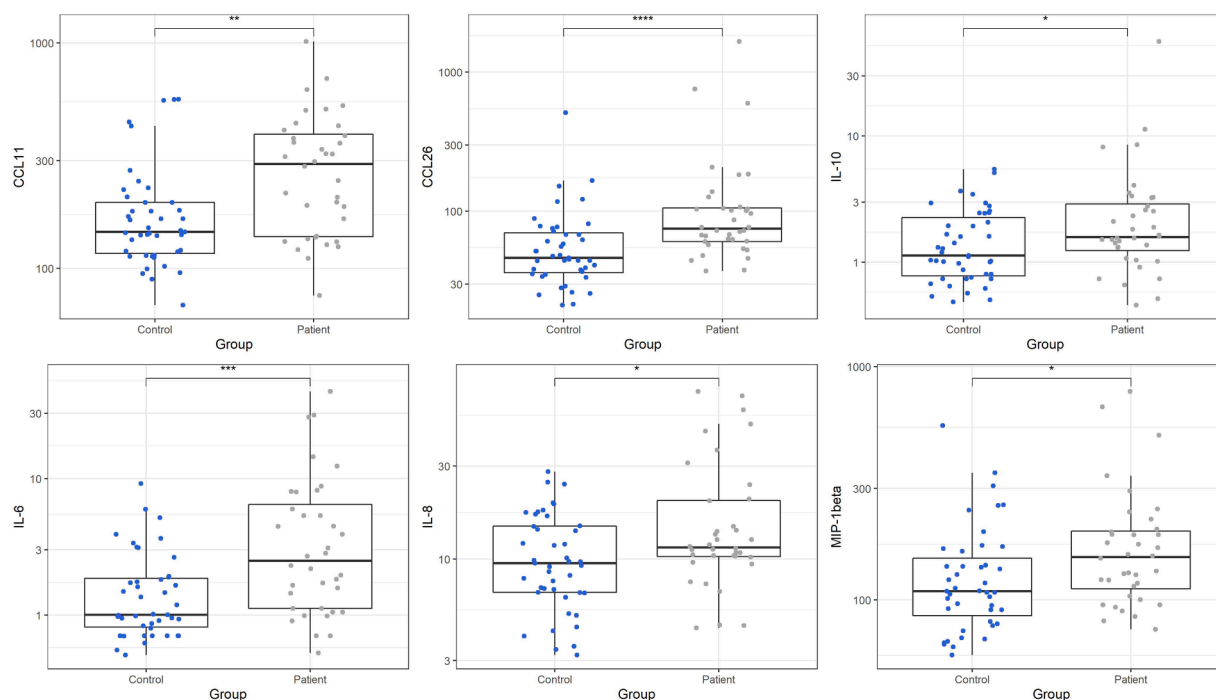 **
1000
300
100
CCL11
Control
Patient
Group
****
1000
300
100
30
CCL26
Control
Patient
Group
*
30
10
3
1
IL-10
Control
Patient
Group
***
30
10
3
1
IL-6
Control
Patient
Group
*
30
10
3
IL-8
Control
Patient
Group
*
1000
300
100
MIP-1beta
Control
Patient
Group